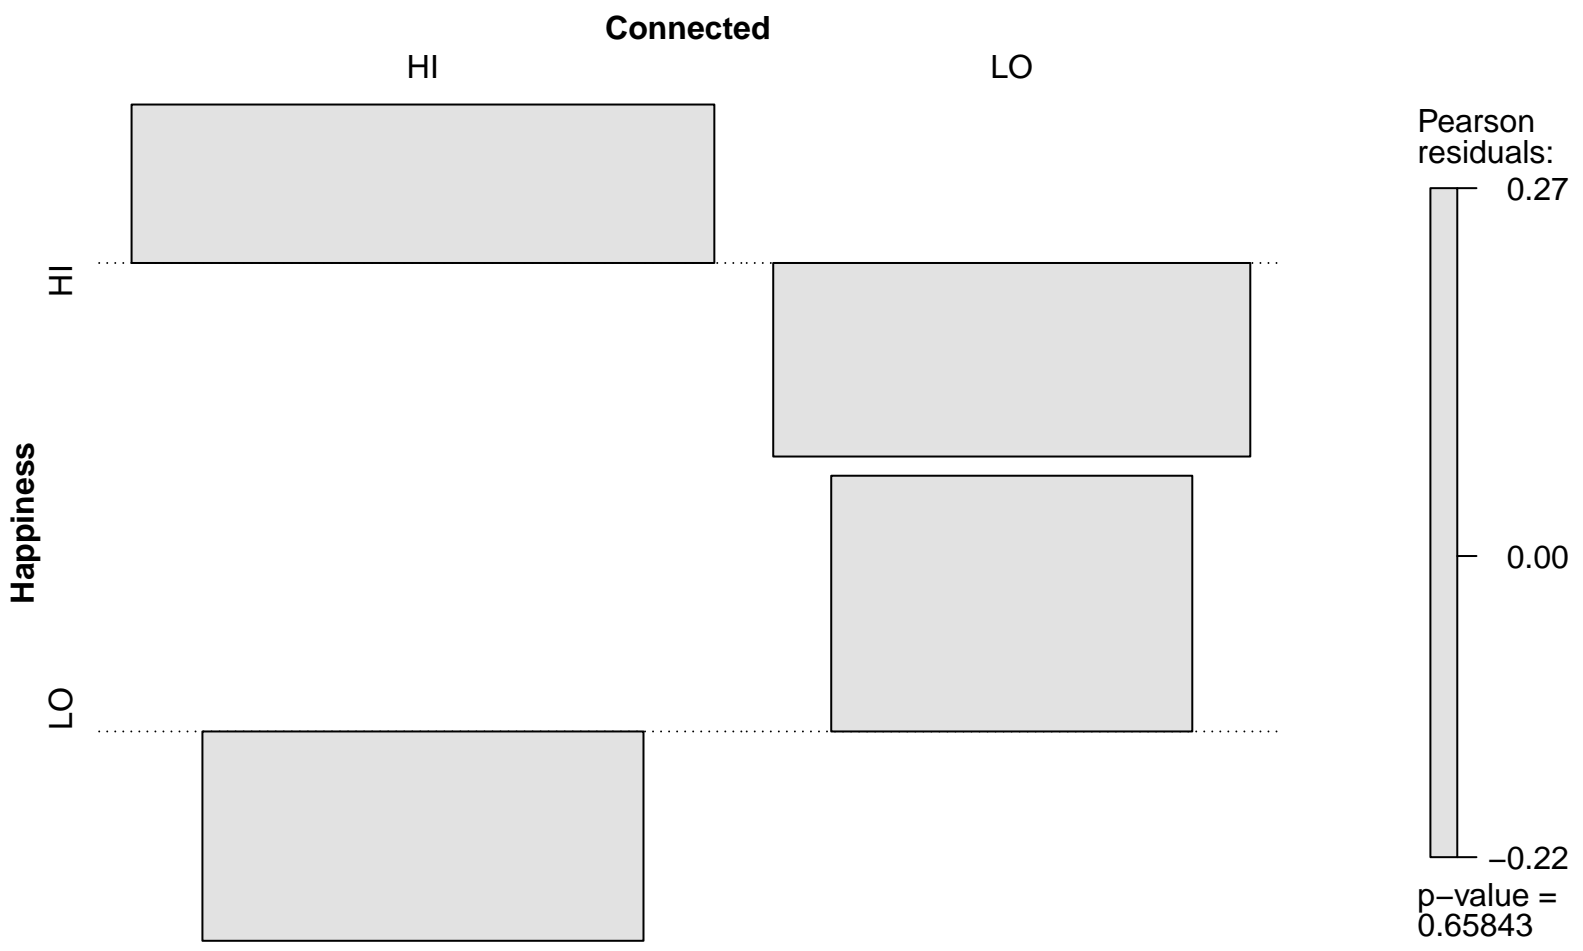 Connected
HI LO
HI
Happiness
LO
Pearson
residuals:
0.27
0.00
−0.22
p−value =
0.65843